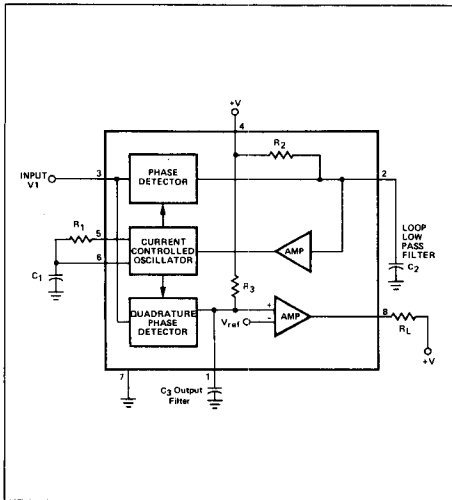 +V
4
R2
PHASE
DETECTOR
INPUT
V1
3
2
R1
5
6
C1
CURRENT
CONTROLLED
OSCILLATOR
AMP
LOOP
LOW
PASS
FILTER
C2
R3
QUADRATURE
PHASE
DETECTOR
+
-
Vref
AMP
8
RL
+V
7
1
C3 Output
Filter